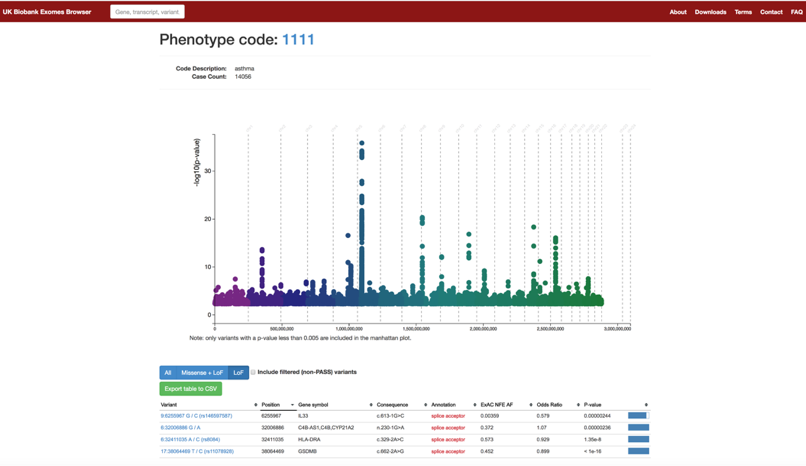 UK Biobank Exomes Browser Gene, transcript, variant About Downloads Terms Contact FAQ
Phenotype code: 1111
Code Description: asthma
Case Count: 14056
-log10(p-value)
30
20
10
0
0 500,000,000 1,000,000,000 1,500,000,000 2,000,000,000 2,500,000,000 3,000,000,000
Note: only variants with a p-value less than 0.005 are included in the manhattan plot.
All Missense + LoF LoF Include filtered (non-PASS) variants
Export table to CSV
Variant Position Gene symbol Consequence Annotation ExAC NFE AF Odds Ratio P-value
9:6255967 G / C (rs146597587) 6255967 IL33 c.613-1G>C splice acceptor 0.00359 0.579 0.00000244
6:32006886 G / A 32006886 C4B-AS1,C4B,CYP21A2 n.230-1G>A splice acceptor 0.372 1.07 0.00000236
6:32411035 A / C (rs8084) 32411035 HLA-DRA c.329-2A>C splice acceptor 0.573 0.929 1.35e-8
17:38064469 T / C (rs11078928) 38064469 GSDMB c.662-2A>G splice acceptor 0.452 0.899 < 1e-16